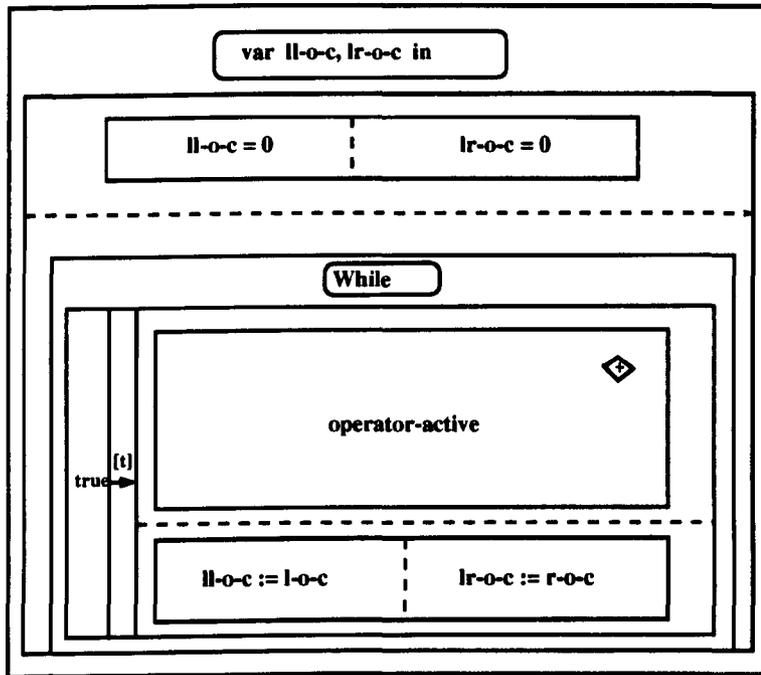 var ll-o-c, lr-o-c in
ll-o-c = 0 lr-o-c = 0
While
+
operator-active
[t]
true
ll-o-c := l-o-c lr-o-c := r-o-c